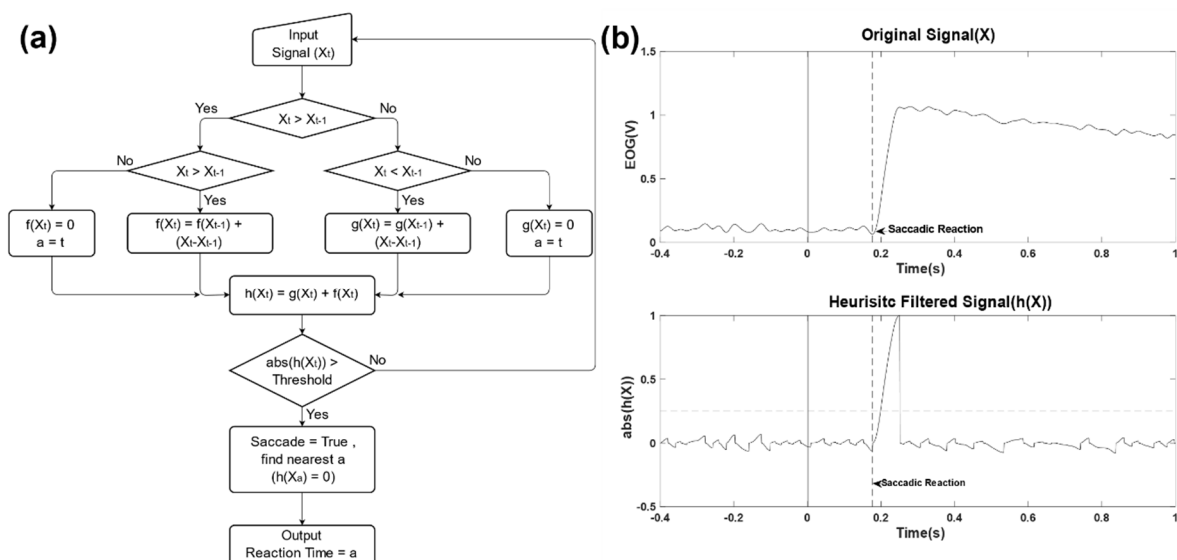 (a)
Input
Signal (Xt)
Yes
No
Xt > Xt-1
No
Xt > Xt-1
Xt < Xt-1
No
Yes
Yes
f(Xt) = 0
a = t
f(Xt) = f(Xt-1) +
(Xt-Xt-1)
g(Xt) = g(Xt-1) +
(Xt-Xt-1)
g(Xt) = 0
a = t
h(Xt) = g(Xt) + f(Xt)
abs(h(Xt)) >
Threshold
No
Yes
Saccade = True ,
find nearest a
(h(Xa) = 0)
Output
Reaction Time = a
(b)
Original Signal(X)
1.5
1
0.5
0
EOG(V)
Saccadic Reaction
-0.4 -0.2 0 0.2 0.4 0.6 0.8 1
Time(s)
Heurisitc Filtered Signal(h(X))
1
0.5
0
-0.5
abs(h(X))
Saccadic Reaction
-0.4 -0.2 0 0.2 0.4 0.6 0.8 1
Time(s)